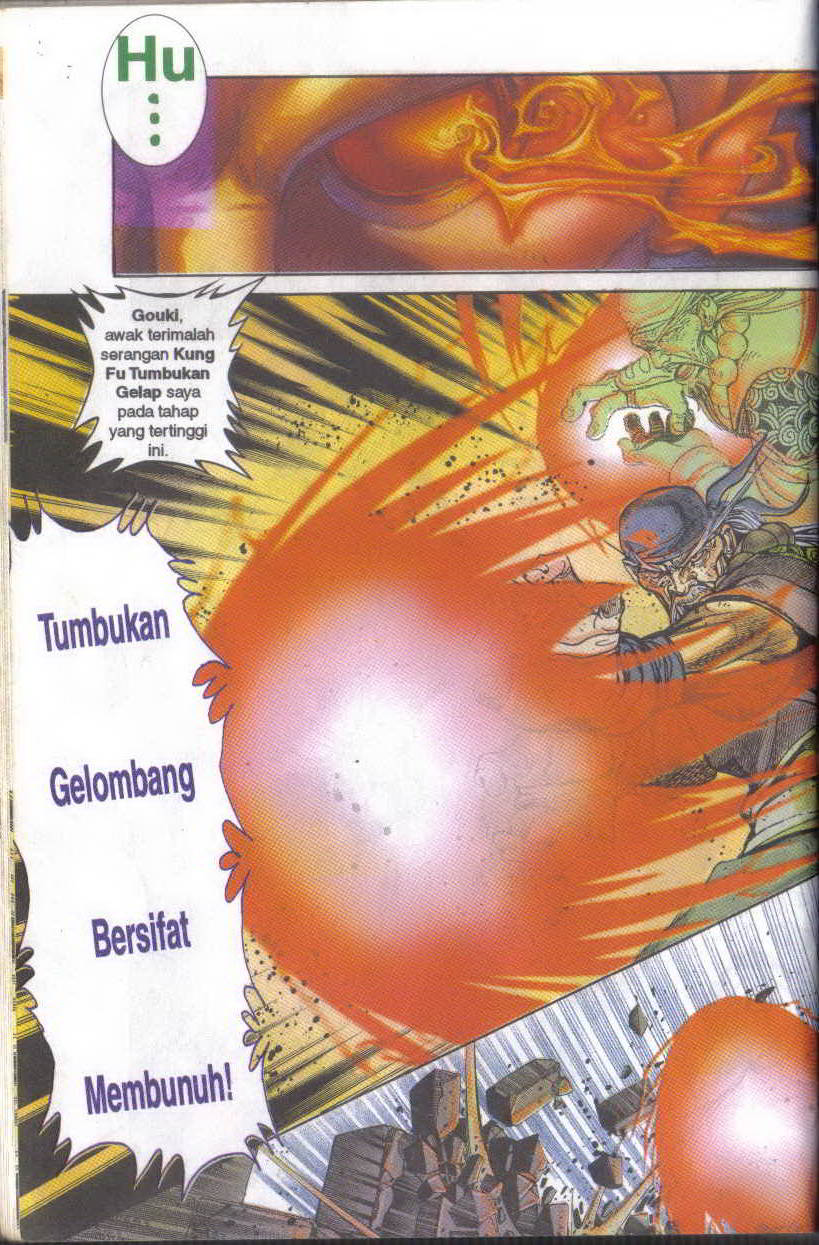 Hu
...
Gouki,
awak terimalah
serangan Kung
Fu Tumbukan
Gelap saya
pada tahap
yang tertinggi
ini.
Tumbukan
Gelombang
Bersifat
Membunuh!